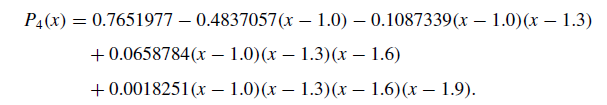 P₄(x) = 0.7651977 − 0.4837057(x − 1.0) − 0.1087339(x − 1.0)(x − 1.3)
+ 0.0658784(x − 1.0)(x − 1.3)(x − 1.6)
+ 0.0018251(x − 1.0)(x − 1.3)(x − 1.6)(x − 1.9).